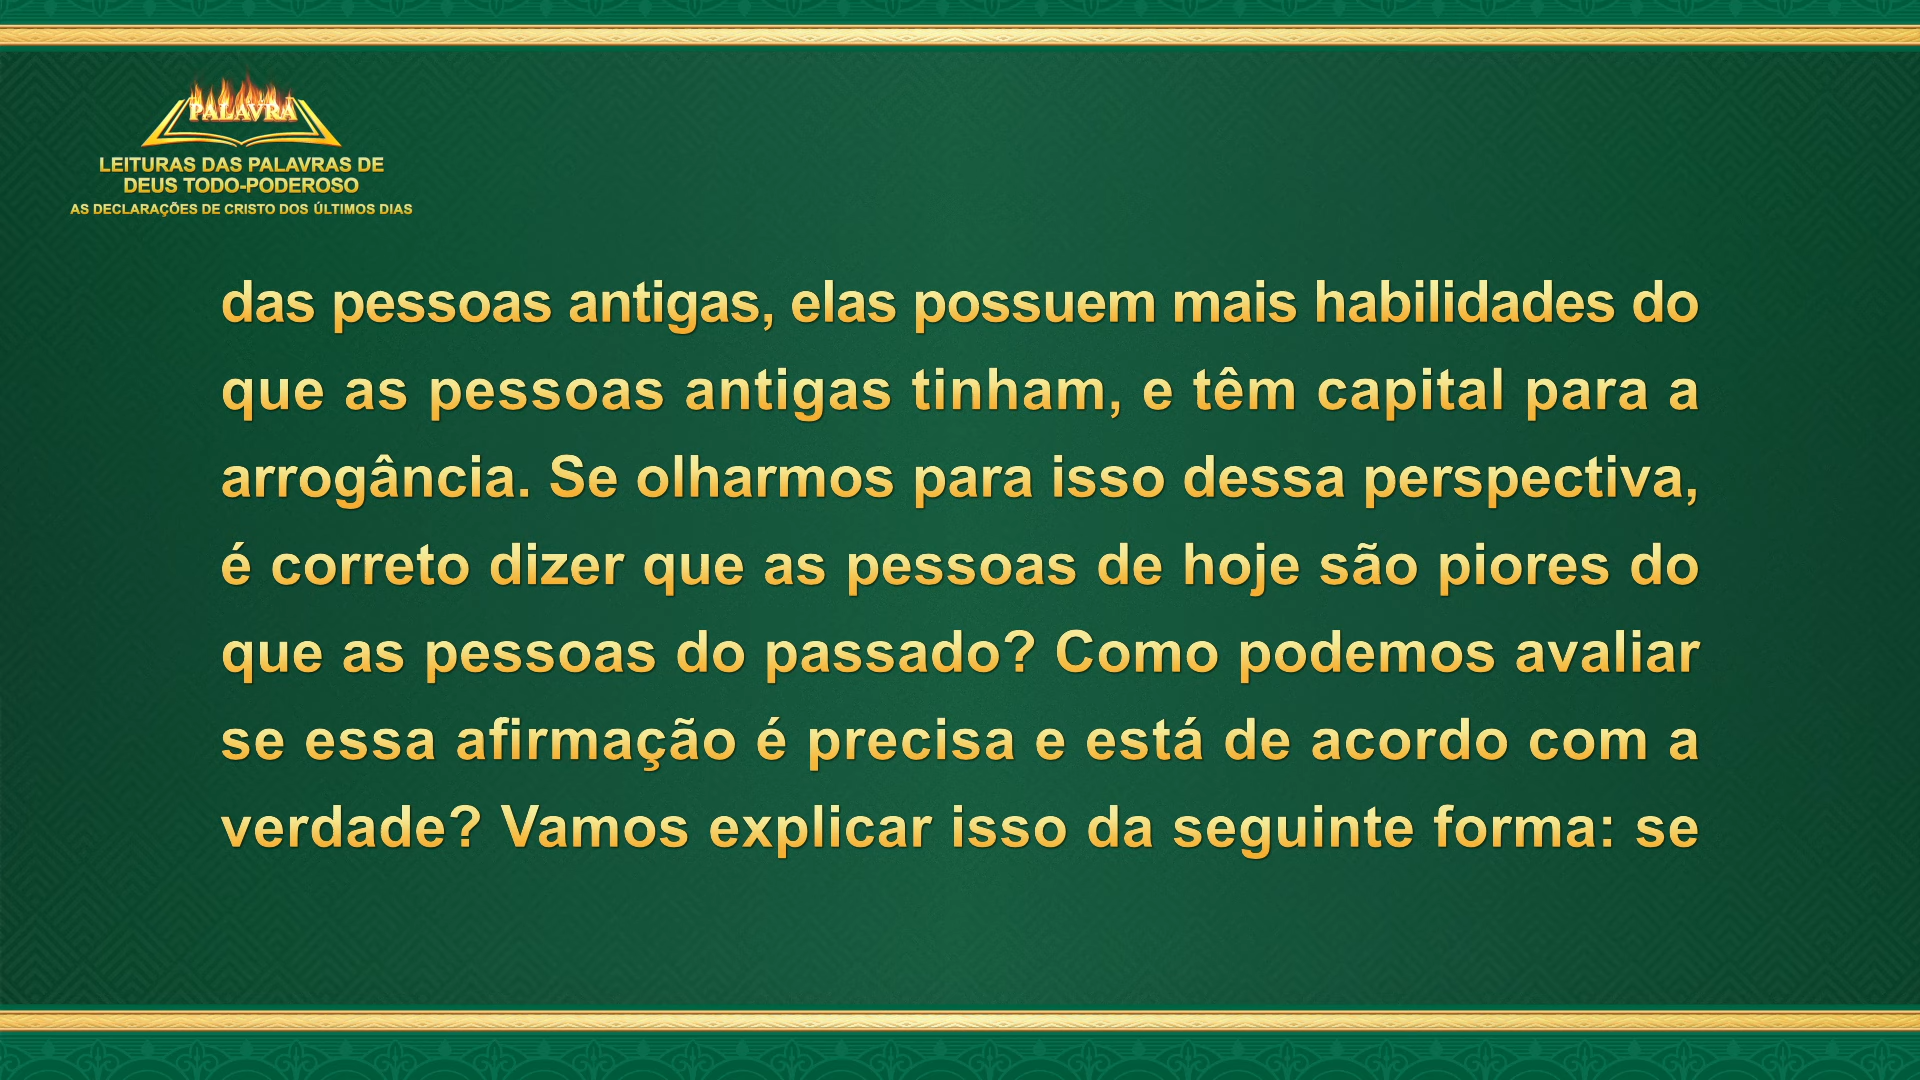 PALAVRA
LEITURAS DAS PALAVRAS DE
DEUS TODO-PODEROSO
AS DECLARAÇÕES DE CRISTO DOS ÚLTIMOS DIAS
das pessoas antigas, elas possuem mais habilidades do
que as pessoas antigas tinham, e têm capital para a
arrogância. Se olharmos para isso dessa perspectiva,
é correto dizer que as pessoas de hoje são piores do
que as pessoas do passado? Como podemos avaliar
se essa afirmação é precisa e está de acordo com a
verdade? Vamos explicar isso da seguinte forma: se